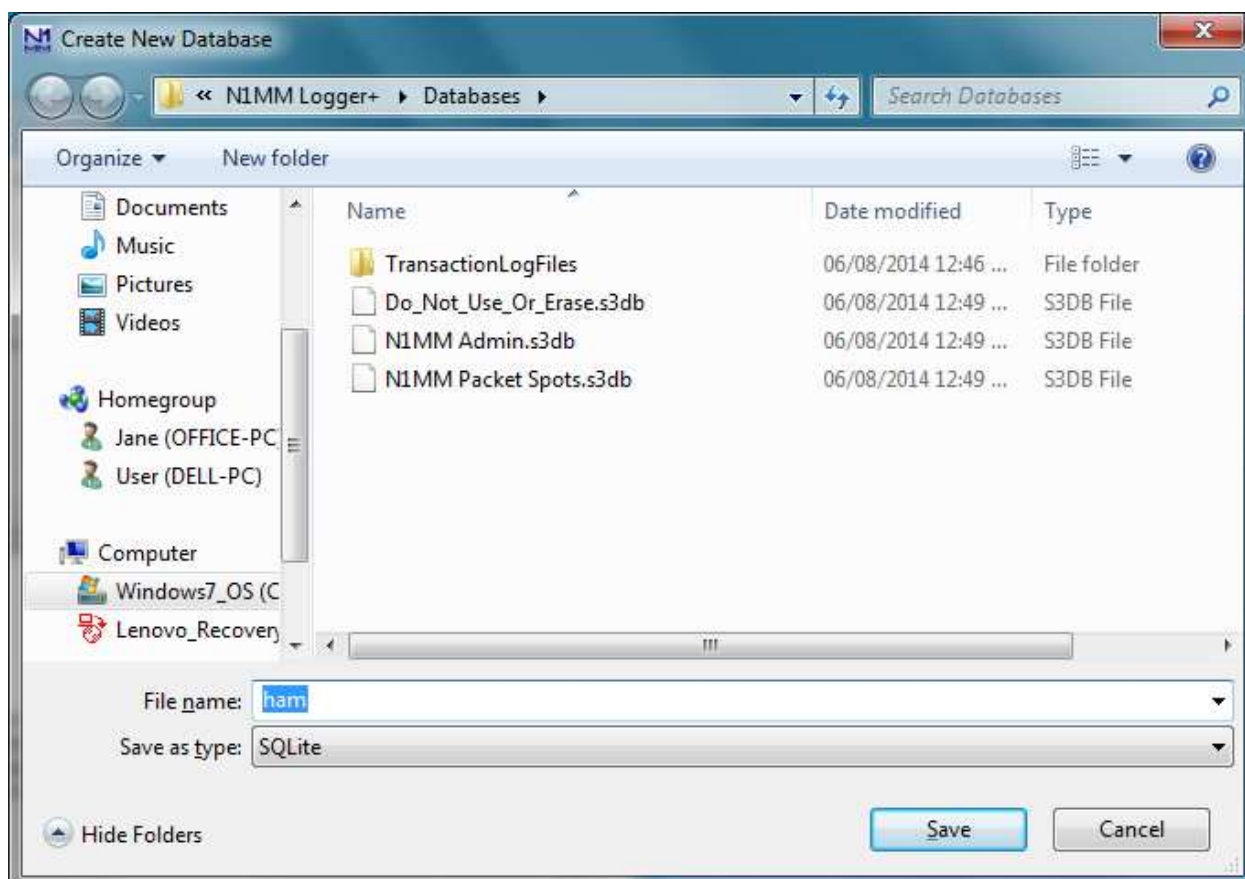 N1MM Create New Database
« N1MM Logger+ Databases Search Databases
Organize New folder
Documents Name Date modified Type
Music
Pictures
Videos
TransactionLogFiles 06/08/2014 12:46 ... File folder
Do_Not_Use_Or_Erase.s3db 06/08/2014 12:49 ... S3DB File
N1MM Admin.s3db 06/08/2014 12:49 ... S3DB File
N1MM Packet Spots.s3db 06/08/2014 12:49 ... S3DB File
Homegroup
Jane (OFFICE-PC
User (DELL-PC)
Computer
Windows7_OS (C
Lenovo_Recovery
File name: ham
Save as type: SQLite
Hide Folders Save Cancel